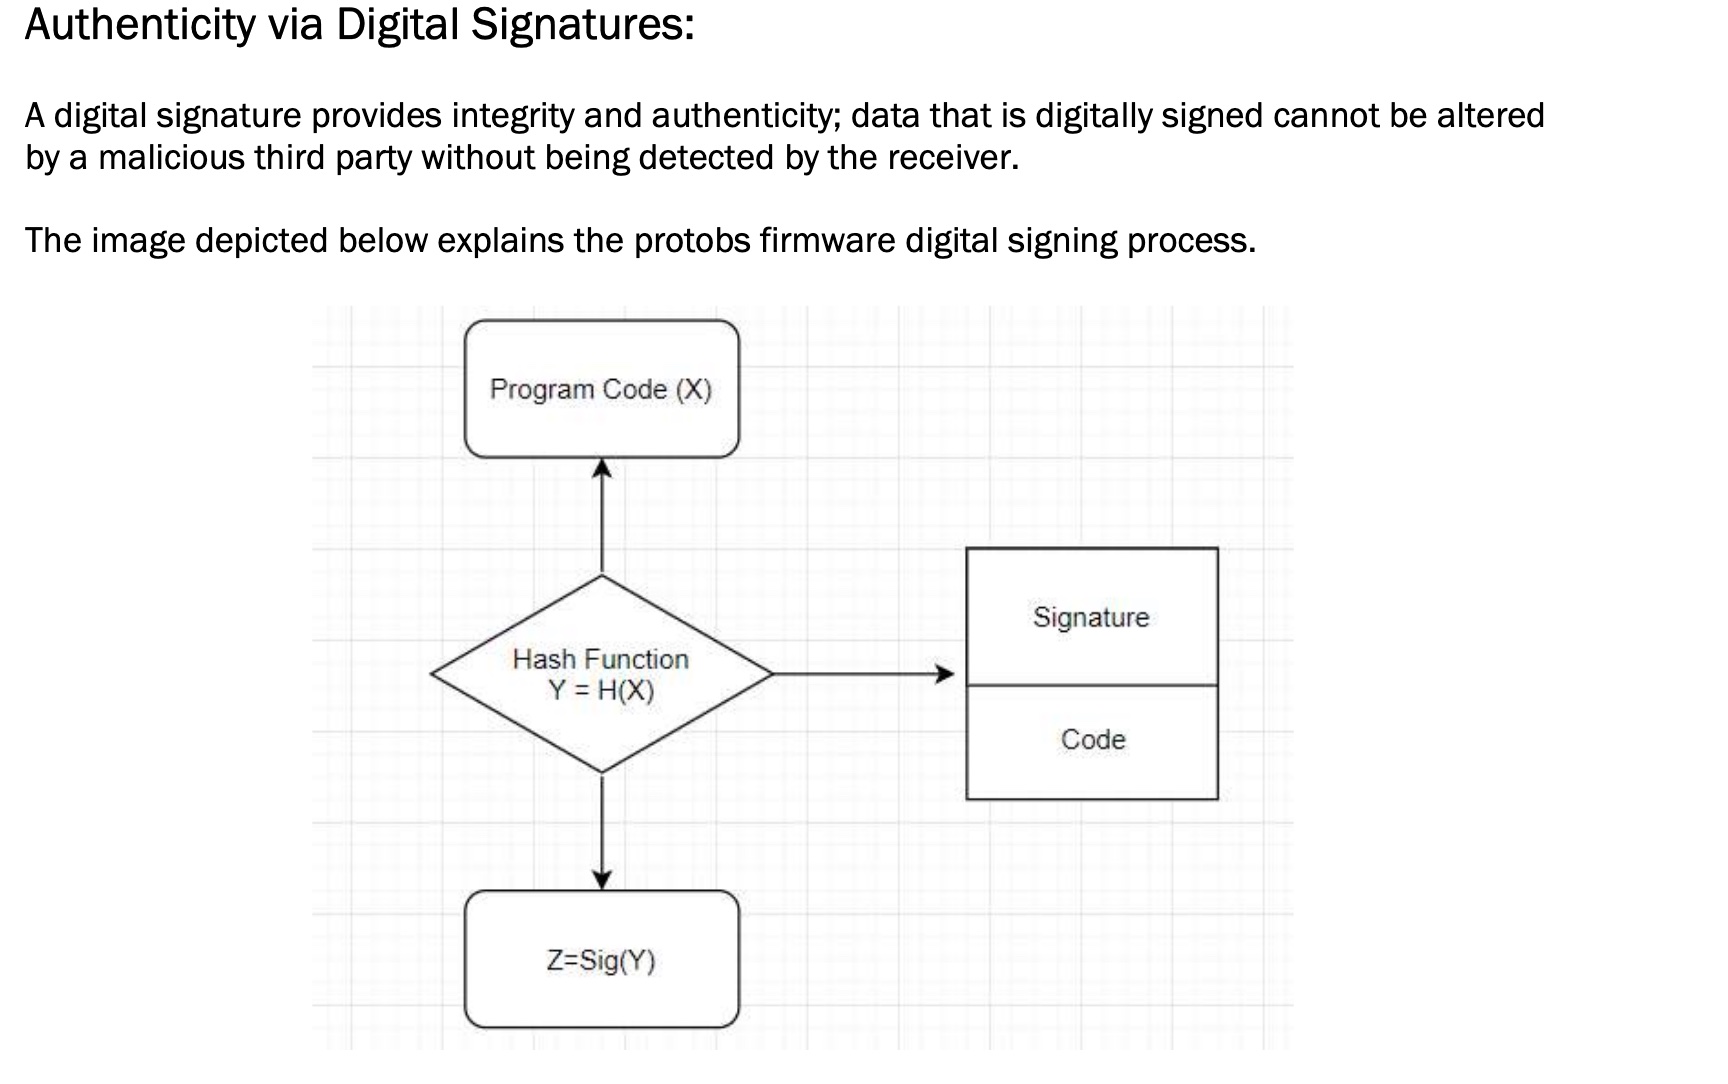 Authenticity via Digital Signatures:
A digital signature provides integrity and authenticity; data that is digitally signed cannot be altered
by a malicious third party without being detected by the receiver.
The image depicted below explains the protobs firmware digital signing process.
Program Code (X)
Hash Function
Y = H(X)
Signature
Code
Z=Sig(Y)